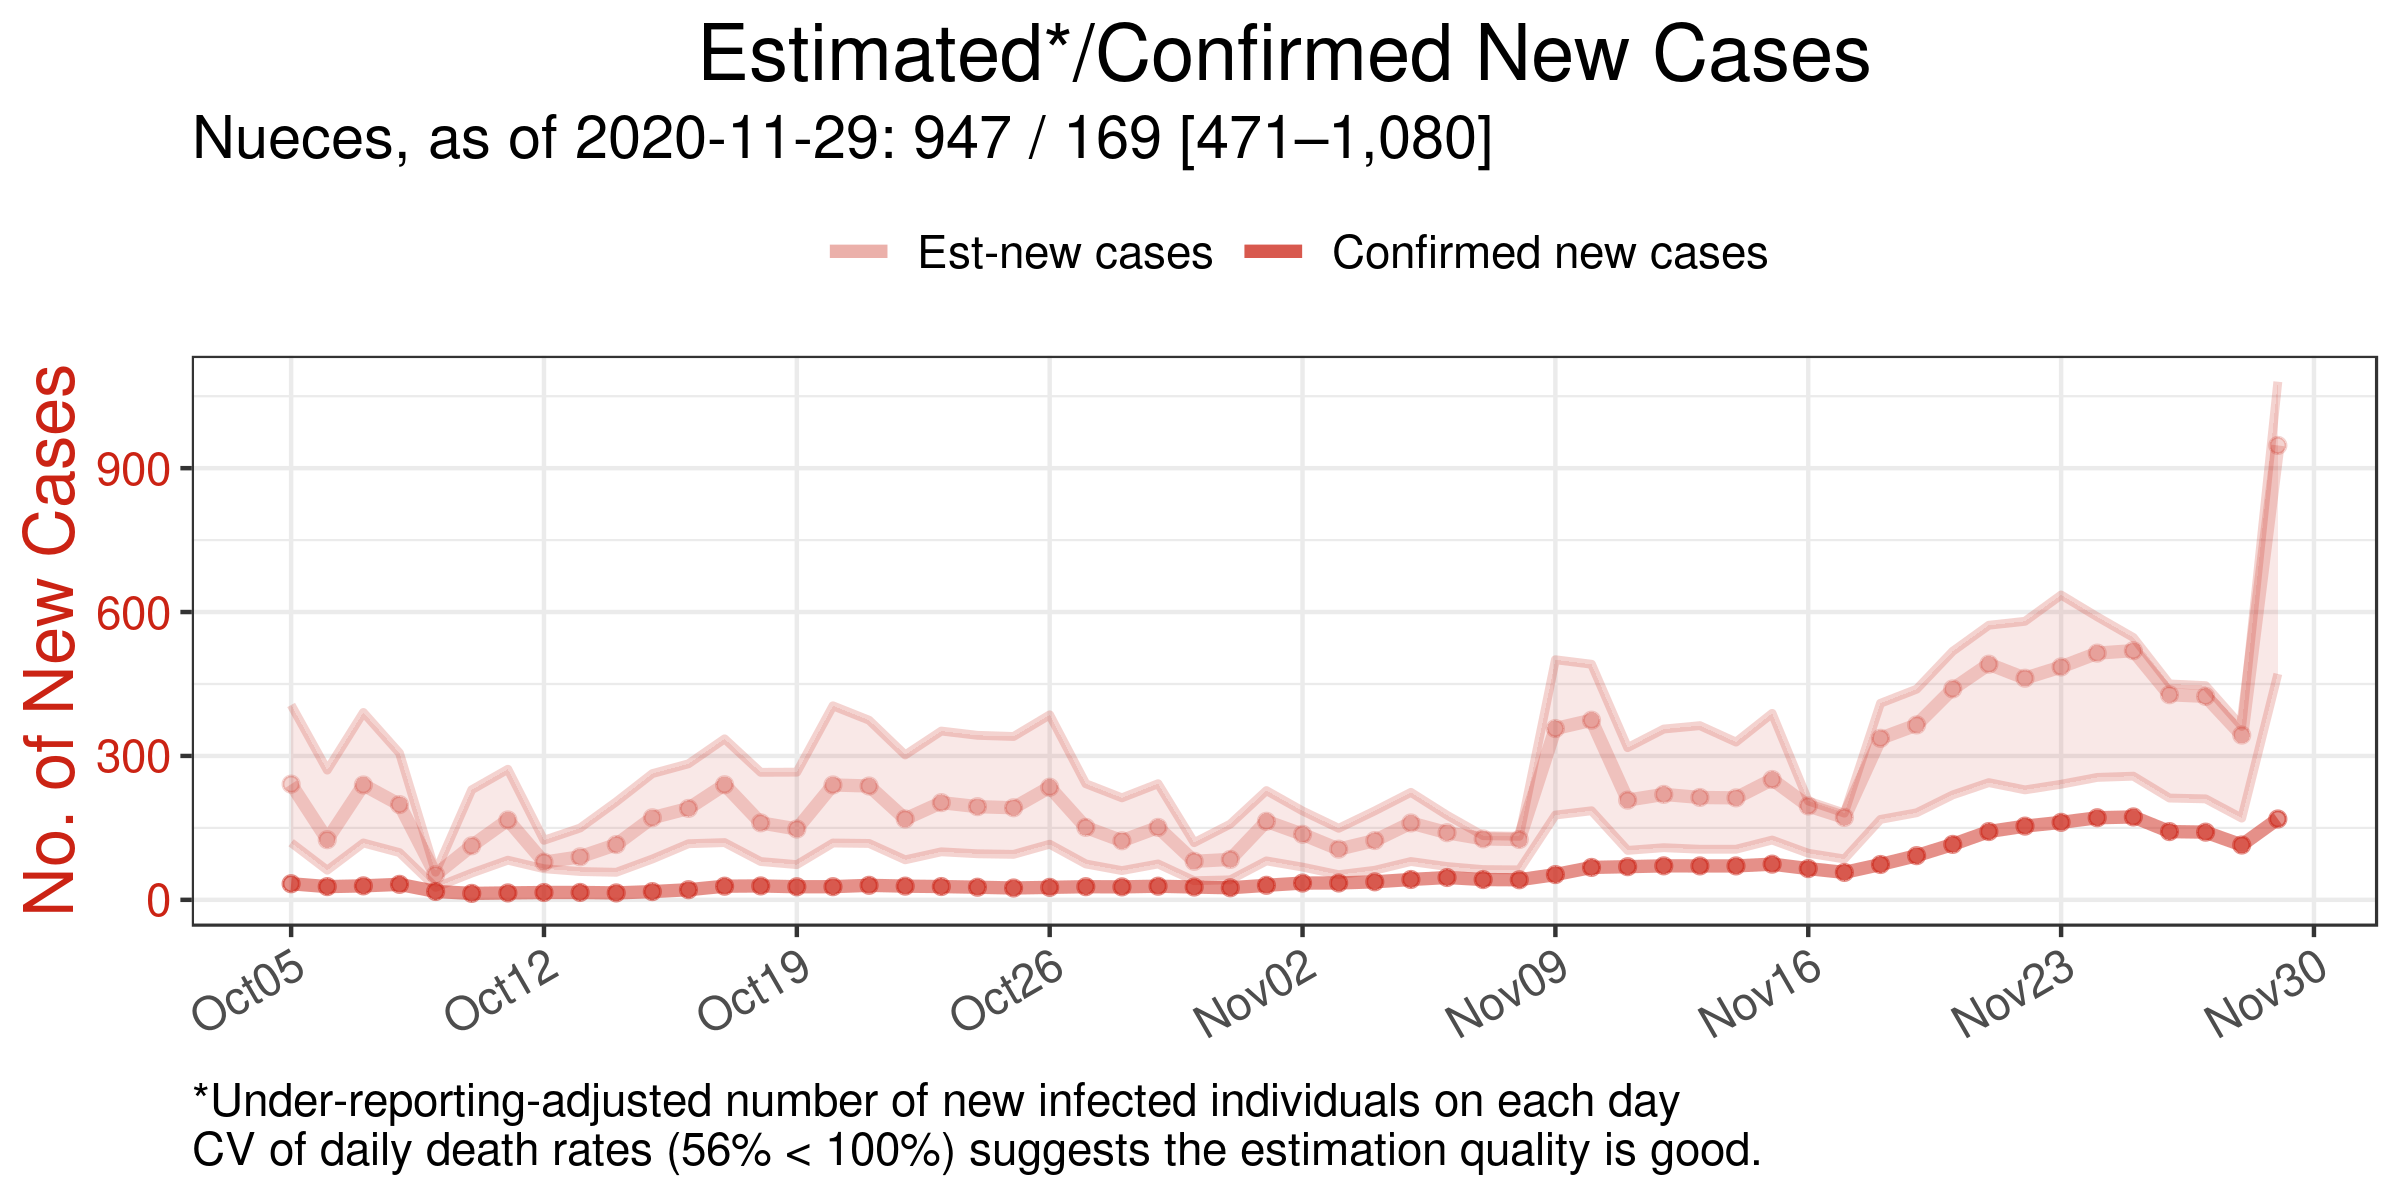 Estimated*/Confirmed New Cases
Nueces, as of 2020-11-29: 947 / 169 [471–1,080]
Est-new cases
Confirmed new cases
No. of New Cases
900
600
300
0
Oct05
Oct12
Oct19
Oct26
Nov02
Nov09
Nov16
Nov23
Nov30
*Under-reporting-adjusted number of new infected individuals on each day
CV of daily death rates (56% < 100%) suggests the estimation quality is good.